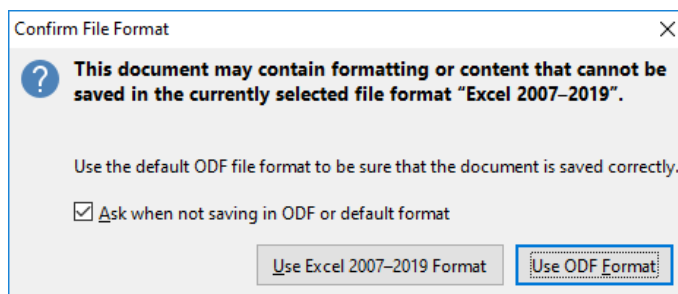 Confirm File Format
This document may contain formatting or content that cannot be
saved in the currently selected file format “Excel 2007–2019”.
Use the default ODF file format to be sure that the document is saved correctly.
Ask when not saving in ODF or default format
Use Excel 2007–2019 Format
Use ODF Format